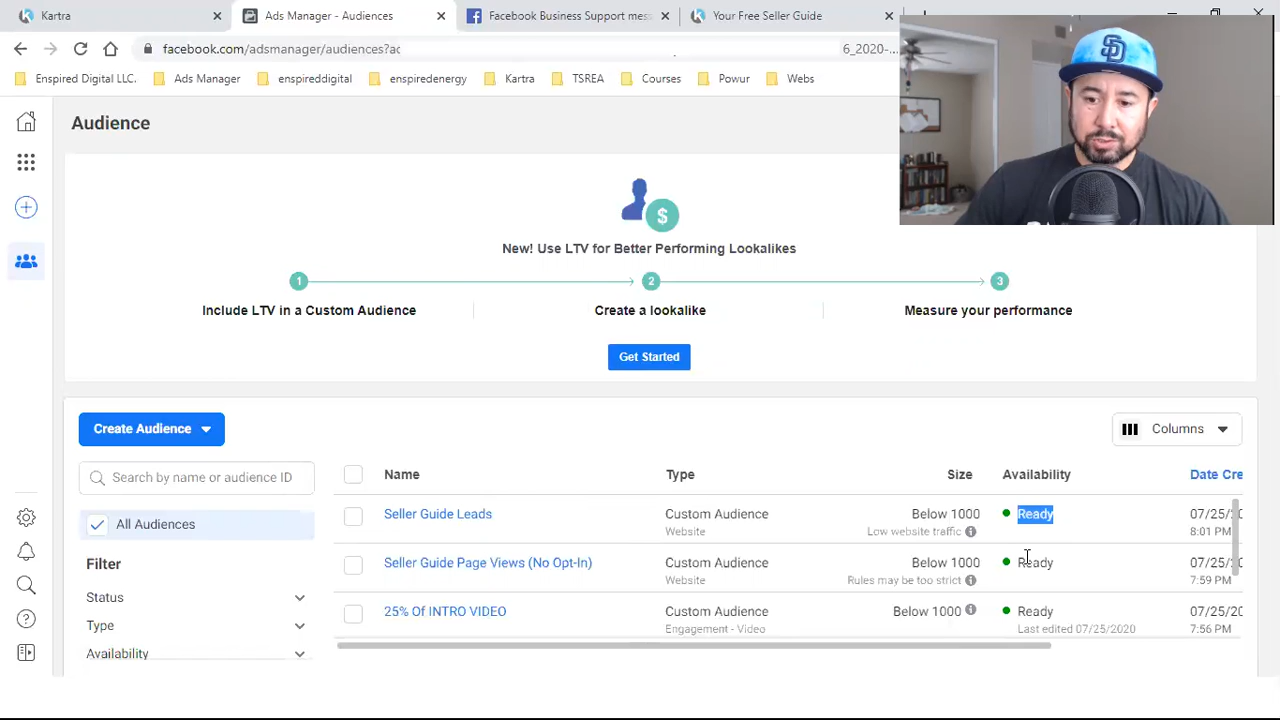 Kartra
Ads Manager - Audiences
Facebook Business Support mes
Your Free Seller Guide
facebook.com/adsmanager/audiences?ac
6_2020-...
Enspired Digital LLC.
Ads Manager
enspireddigital
enspiredenergy
Kartra
TSREA
Courses
Powur
Webs
SD
Audience
$
New! Use LTV for Better Performing Lookalikes
1
2
3
Include LTV in a Custom Audience
Create a lookalike
Measure your performance
Get Started
Create Audience
Columns
Search by name or audience ID
Name
Type
Size
Availability
Date Cre
All Audiences
Seller Guide Leads
Custom Audience
Website
Below 1000
Low website traffic
Ready
07/25/20
8:01 PM
Filter
Seller Guide Page Views (No Opt-In)
Custom Audience
Website
Below 1000
Rules may be too strict
Ready
07/25/20
7:59 PM
Status
25% Of INTRO VIDEO
Custom Audience
Engagement - Video
Below 1000
Ready
Last edited 07/25/2020
07/25/20
7:56 PM
Type
Availability